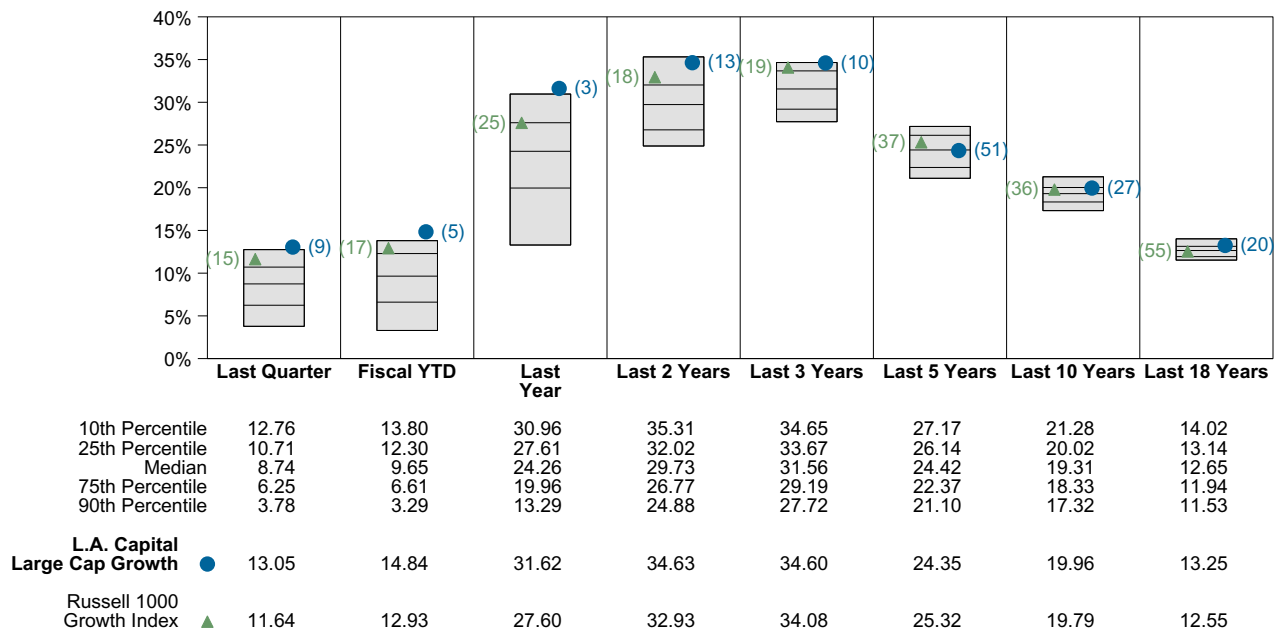 40%
35%
30%
25%
20%
15%
10%
5%
0%
(15)
(9)
(17)
(5)
(25)
(3)
(18)
(13)
(19)
(10)
(37)
(51)
(36)
(27)
(55)
(20)
Last Quarter Fiscal YTD Last Year Last 2 Years Last 3 Years Last 5 Years Last 10 Years Last 18 Years
10th Percentile 12.76 13.80 30.96 35.31 34.65 27.17 21.28 14.02
25th Percentile 10.71 12.30 27.61 32.02 33.67 26.14 20.02 13.14
Median 8.74 9.65 24.26 29.73 31.56 24.42 19.31 12.65
75th Percentile 6.25 6.61 19.96 26.77 29.19 22.37 18.33 11.94
90th Percentile 3.78 3.29 13.29 24.88 27.72 21.10 17.32 11.53
L.A. Capital
Large Cap Growth 13.05 14.84 31.62 34.63 34.60 24.35 19.96 13.25
Russell 1000
Growth Index 11.64 12.93 27.60 32.93 34.08 25.32 19.79 12.55